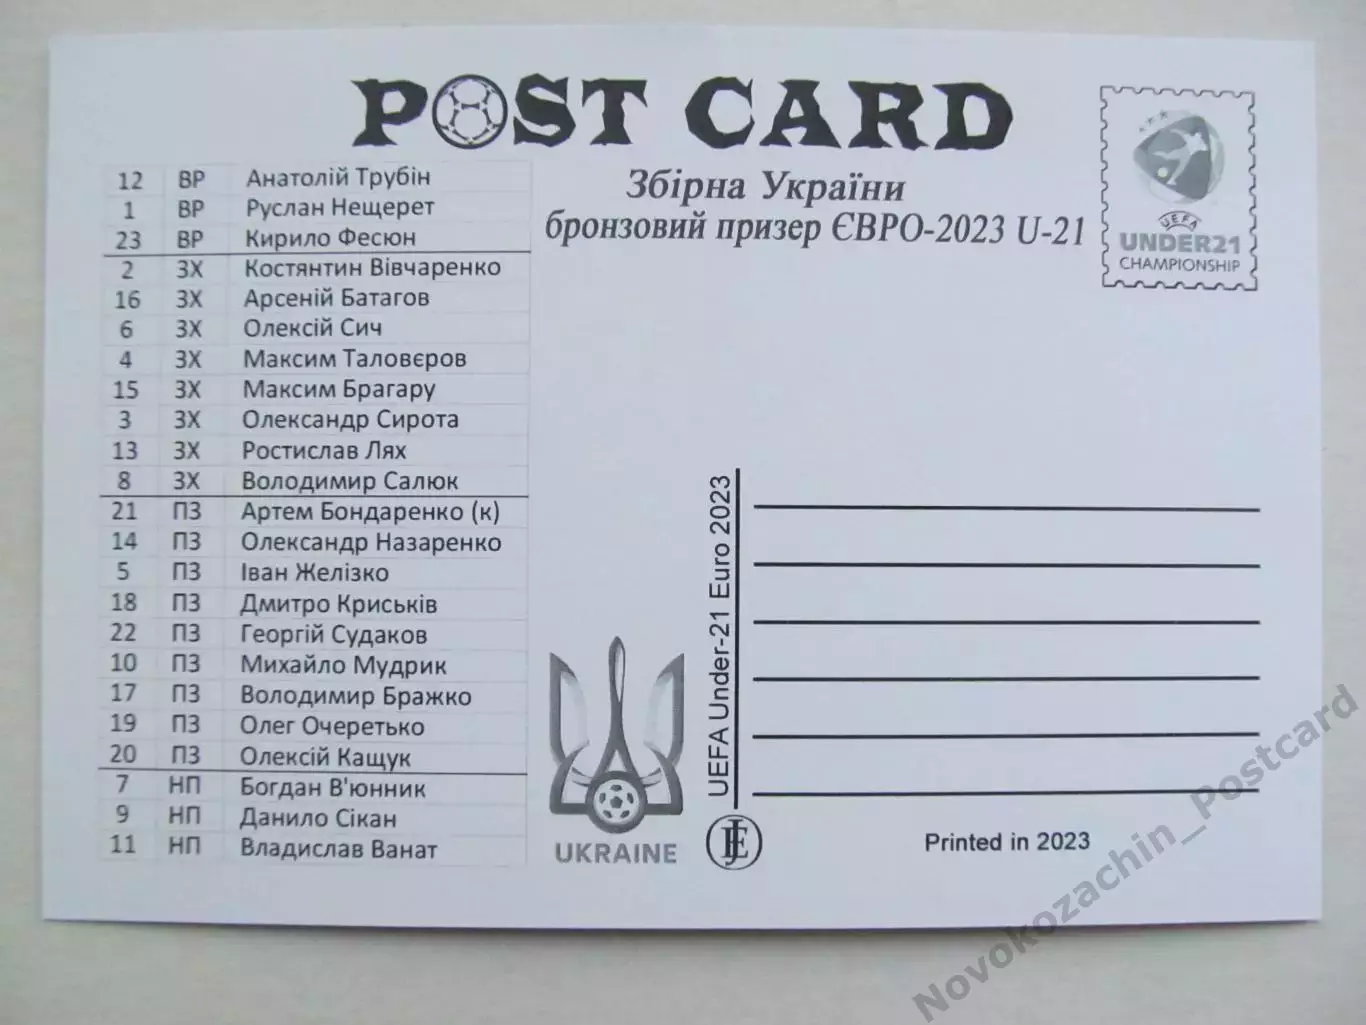 POST CARD
Збірна України
бронзовий призер ЄВРО-2023 U-21
UEFA
UNDER21
CHAMPIONSHIP
12 ВР Анатолій Трубін
1 ВР Руслан Нещерет
23 ВР Кирило Фесюн
2 ЗХ Костянтин Вівчаренко
16 ЗХ Арсеній Батагов
6 ЗХ Олексій Сич
4 ЗХ Максим Таловєров
15 ЗХ Максим Брагару
3 ЗХ Олександр Сирота
13 ЗХ Ростислав Лях
8 ЗХ Володимир Салюк
21 ПЗ Артем Бондаренко (к)
14 ПЗ Олександр Назаренко
5 ПЗ Іван Желізко
18 ПЗ Дмитро Криськів
22 ПЗ Георгій Судаков
10 ПЗ Михайло Мудрик
17 ПЗ Володимир Бражко
19 ПЗ Олег Очеретько
20 ПЗ Олексій Кащук
7 НП Богдан В'юнник
9 НП Данило Сікан
11 НП Владислав Ванат
UKRAINE
UEFA Under-21 Euro 2023
Printed in 2023
Novokozachin_Postcard